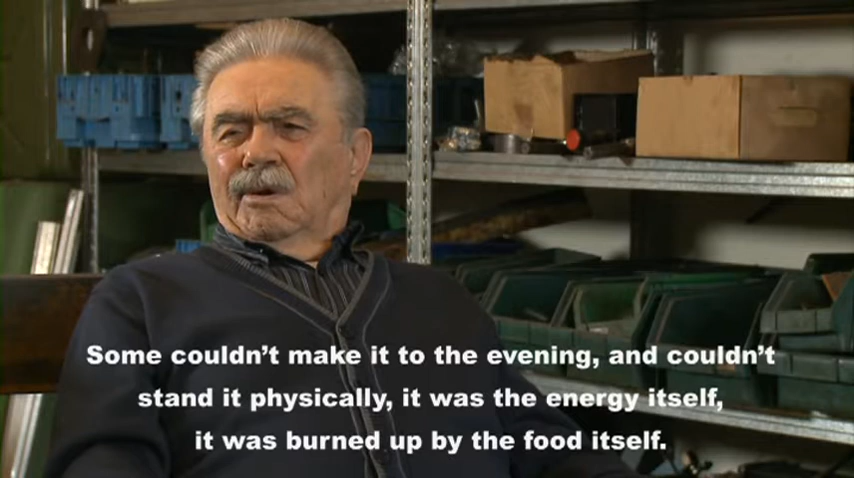 Some couldn't make it to the evening, and couldn't
stand it physically, it was the energy itself,
it was burned up by the food itself.